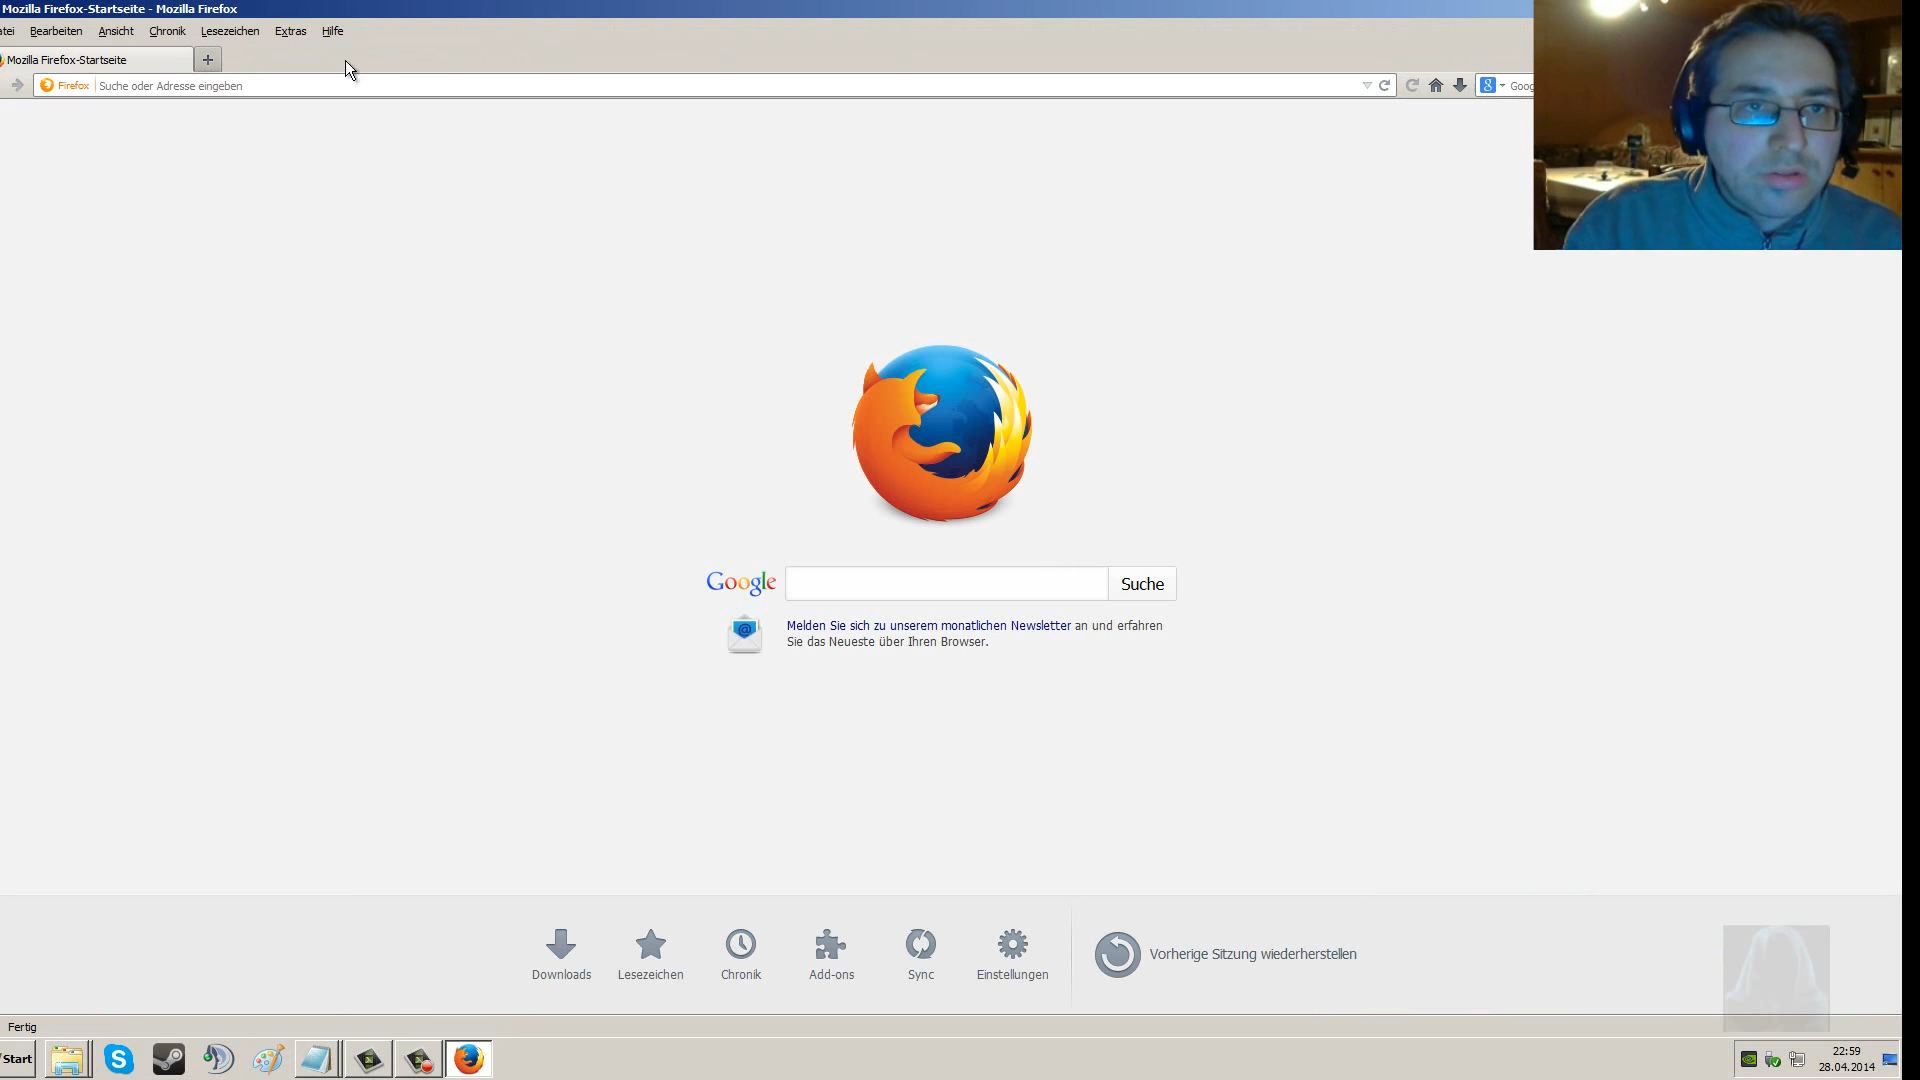 Mozilla Firefox-Startseite - Mozilla Firefox
atei Bearbeiten Ansicht Chronik Lesezeichen Extras Hilfe
Mozilla Firefox-Startseite +
Firefox Suche oder Adresse eingeben 8 Goog
Google Suche
@ Melden Sie sich zu unserem monatlichen Newsletter an und erfahren
Sie das Neueste über Ihren Browser.
Downloads Lesezeichen Chronik Add-ons Sync Einstellungen Vorherige Sitzung wiederherstellen
Fertig
Start S 22:59
28.04.2014